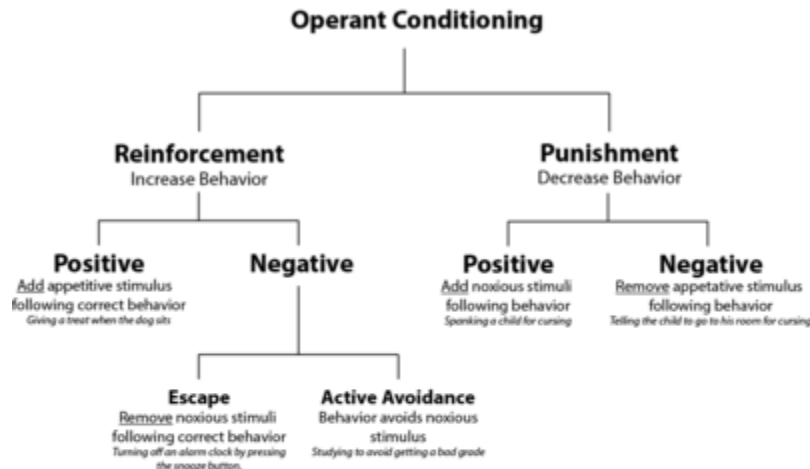 Operant Conditioning
Reinforcement
Increase Behavior
Punishment
Decrease Behavior
Positive
Add appetitive stimulus
following correct behavior
Giving a treat when the dog sits
Negative
Positive
Add noxious stimuli
following behavior
Spanking a child for cursing
Negative
Remove appetative stimulus
following behavior
Telling the child to go to his room for cursing
Escape
Remove noxious stimuli
following correct behavior
Turning off an alarm clock by pressing
the snooze button.
Active Avoidance
Behavior avoids noxious
stimulus
Studying to avoid getting a bad grade